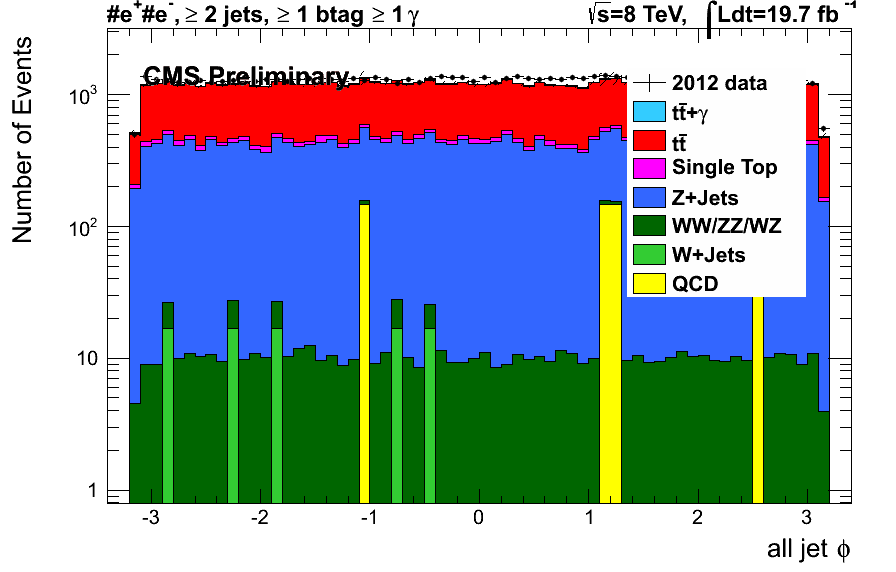 #e⁺#e⁻, ≥ 2 jets, ≥ 1 btag ≥ 1 γ
√s=8 TeV, ∫Ldt=19.7 fb⁻¹
CMS Preliminary
2012 data
tt̄+γ
tt̄
Single Top
Z+Jets
WW/ZZ/WZ
W+Jets
QCD
Number of Events
10³
10²
10
1
-3 -2 -1 0 1 2 3
all jet ϕ